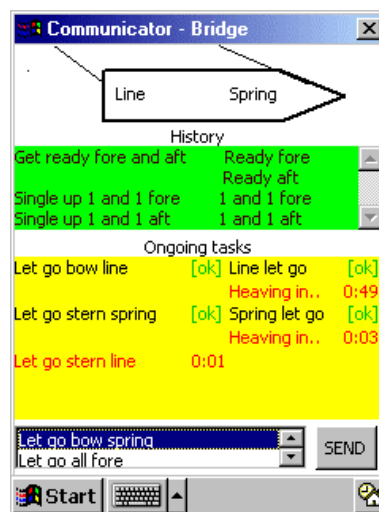 Communicator - Bridge
Line Spring
History
Get ready fore and aft Ready fore
Ready aft
Single up 1 and 1 fore 1 and 1 fore
Single up 1 and 1 aft 1 and 1 aft
Ongoing tasks
Let go bow line [ok] Line let go [ok]
Heaving in.. 0:49
Let go stern spring [ok] Spring let go [ok]
Heaving in.. 0:03
Let go stern line 0:01
Let go bow spring
Let go all fore
SEND
Start